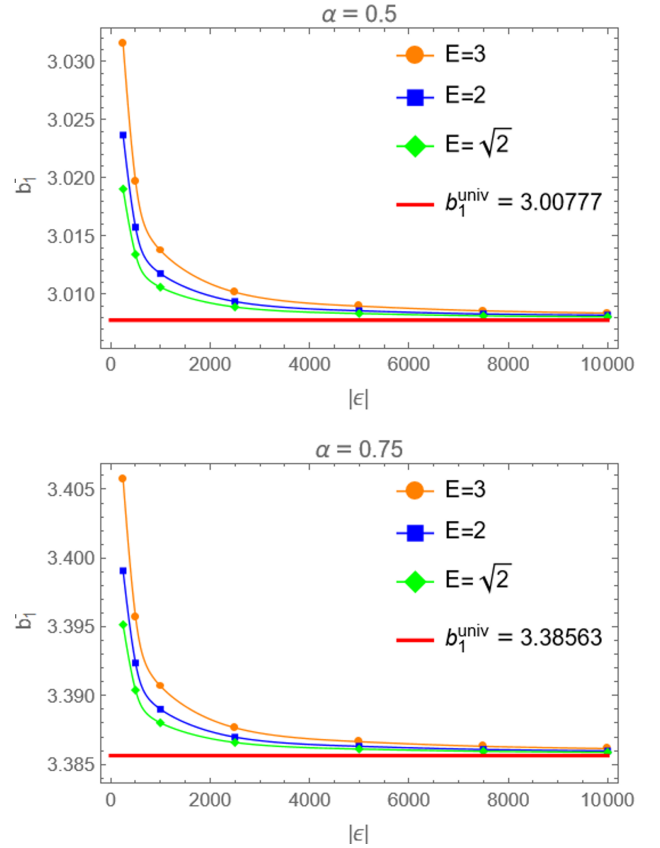 α = 0.5
3.030
3.025
3.020
3.015
3.010
b₁⁻
E=3
E=2
E=√2
b₁ᵘⁿⁱᵛ = 3.00777
0 2000 4000 6000 8000 10000
|ϵ|
α = 0.75
3.405
3.400
3.395
3.390
3.385
b₁⁻
E=3
E=2
E=√2
b₁ᵘⁿⁱᵛ = 3.38563
0 2000 4000 6000 8000 10000
|ϵ|